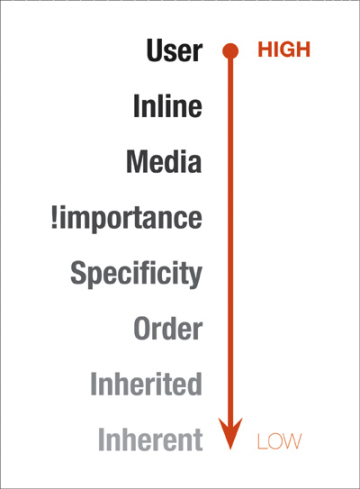 User HIGH
Inline
Media
!importance
Specificity
Order
Inherited
Inherent LOW